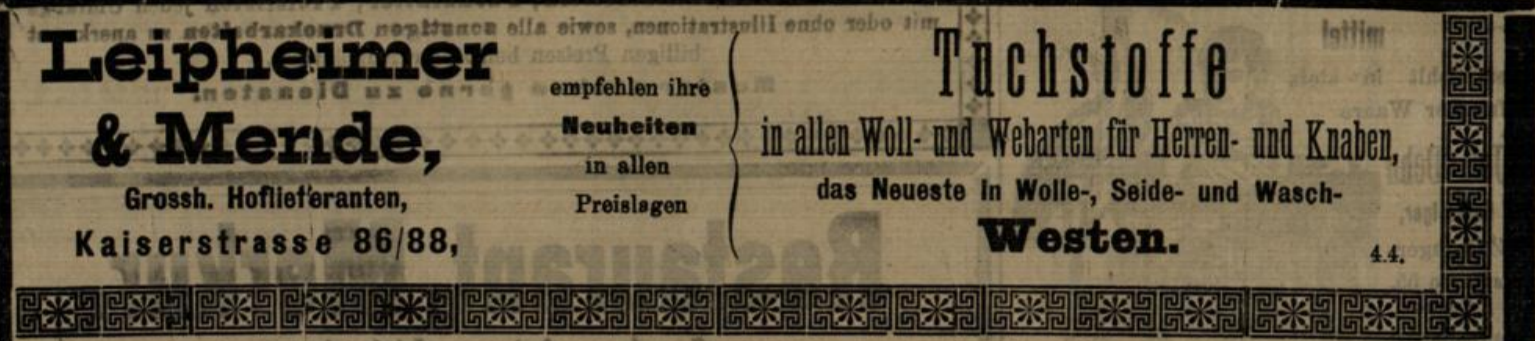 Leipheimer
& Mende,
Grossh. Hoflieferanten,
Kaiserstrasse 86/88,
empfehlen ihre
Neuheiten
in allen
Preislagen
Tuchstoffe
in allen Woll- und Webarten für Herren- und Knaben,
das Neueste in Wolle-, Seide- und Wasch-
Westen.
4.4.